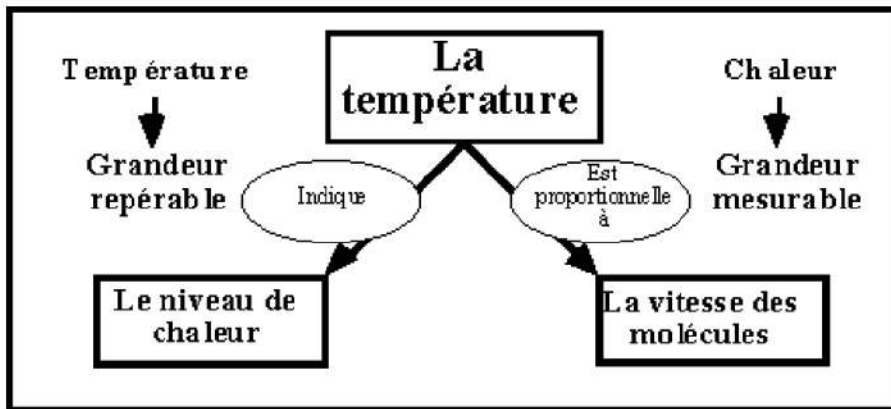 La
température
Température
Grandeur
repérable
Chaleur
Grandeur
mesurable
Indique
Est
proportionnelle
à
Le niveau de
chaleur
La vitesse des
molécules